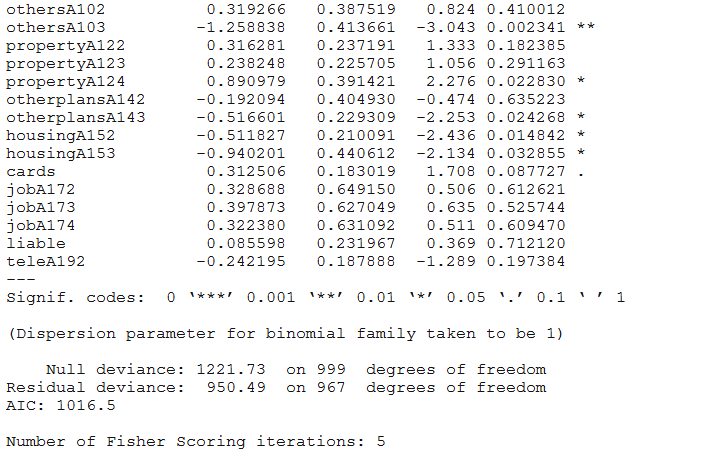 othersA102 0.319266 0.387519 0.824 0.410012
othersA103 -1.258838 0.413661 -3.043 0.002341 **
propertyA122 0.316281 0.237191 1.333 0.182385
propertyA123 0.238248 0.225705 1.056 0.291163
propertyA124 0.890979 0.391421 2.276 0.022830 *
otherplansA142 -0.192094 0.404930 -0.474 0.635223
otherplansA143 -0.516601 0.229309 -2.253 0.024268 *
housingA152 -0.511827 0.210091 -2.436 0.014842 *
housingA153 -0.940201 0.440612 -2.134 0.032855 *
cards 0.312506 0.183019 1.708 0.087727 .
jobA172 0.328688 0.649150 0.506 0.612621
jobA173 0.397873 0.627049 0.635 0.525744
jobA174 0.322380 0.631092 0.511 0.609470
liable 0.085598 0.231967 0.369 0.712120
teleA192 -0.242195 0.187888 -1.289 0.197384
---
Signif. codes: 0 ‘***’ 0.001 ‘**’ 0.01 ‘*’ 0.05 ‘.’ 0.1 ‘ ’ 1
(Dispersion parameter for binomial family taken to be 1)
Null deviance: 1221.73 on 999 degrees of freedom
Residual deviance: 950.49 on 967 degrees of freedom
AIC: 1016.5
Number of Fisher Scoring iterations: 5